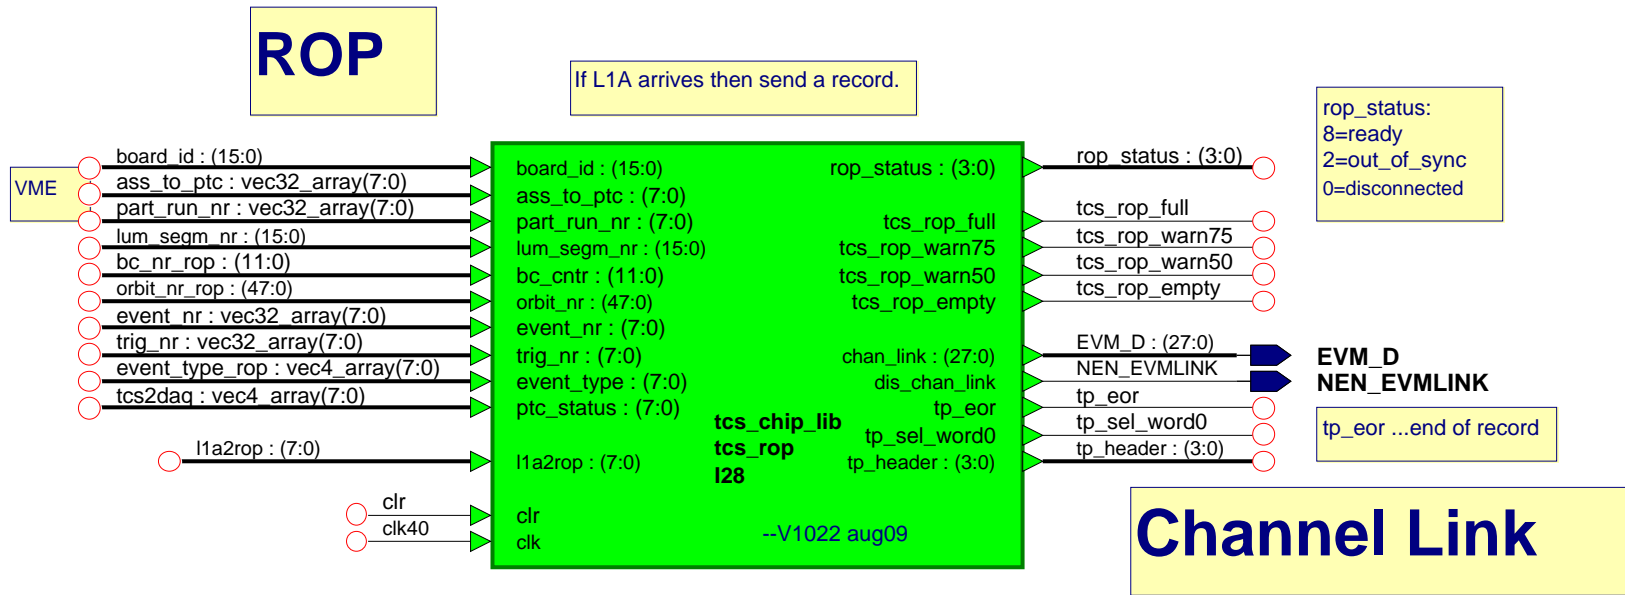 ROP
If L1A arrives then send a record.
rop_status:
8=ready
2=out_of_sync
0=disconnected
VME
board_id : (15:0)
ass_to_ptc : vec32_array(7:0)
part_run_nr : vec32_array(7:0)
lum_segm_nr : (15:0)
bc_nr_rop : (11:0)
orbit_nr_rop : (47:0)
event_nr : vec32_array(7:0)
trig_nr : vec32_array(7:0)
event_type_rop : vec4_array(7:0)
tcs2daq : vec4_array(7:0)
l1a2rop : (7:0)
clr
clk40
board_id : (15:0)
ass_to_ptc : (7:0)
part_run_nr : (7:0)
lum_segm_nr : (15:0)
bc_cntr : (11:0)
orbit_nr : (47:0)
event_nr : (7:0)
trig_nr : (7:0)
event_type : (7:0)
ptc_status : (7:0)
l1a2rop : (7:0)
clr
clk
tcs_chip_lib
tcs_rop
I28
--V1022 aug09
rop_status : (3:0)
tcs_rop_full
tcs_rop_warn75
tcs_rop_warn50
tcs_rop_empty
chan_link : (27:0)
dis_chan_link
tp_eor
tp_sel_word0
tp_header : (3:0)
rop_status : (3:0)
tcs_rop_full
tcs_rop_warn75
tcs_rop_warn50
tcs_rop_empty
EVM_D : (27:0)
NEN_EVMLINK
tp_eor
tp_sel_word0
tp_header : (3:0)
EVM_D
NEN_EVMLINK
tp_eor ...end of record
Channel Link